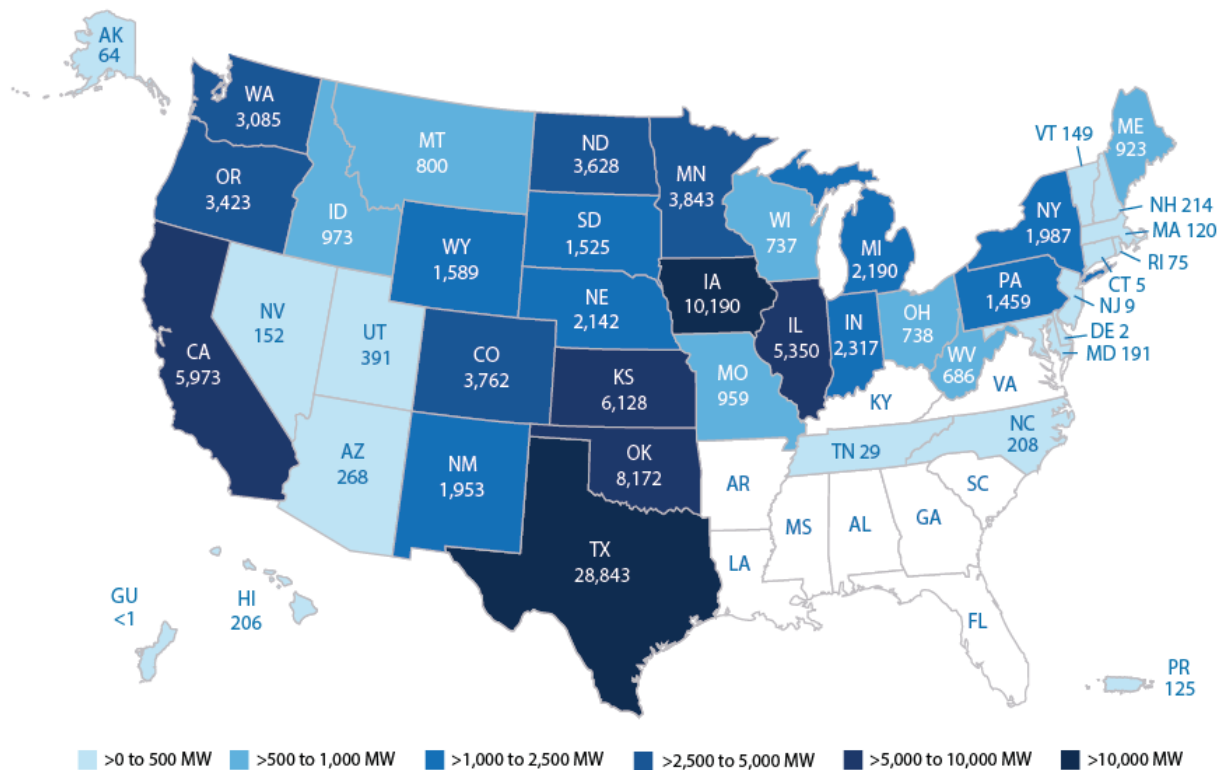 AK
64
WA
3,085
MT
800
ND
3,628
MN
3,843
VT 149
ME
923
OR
3,423
ID
973
SD
1,525
WI
737
NY
1,987
NH 214
MA 120
WY
1,589
MI
2,190
RI 75
NV
152
UT
391
NE
2,142
IA
10,190
PA
1,459
CT 5
NJ 9
CA
5,973
CO
3,762
IL
5,350
IN
2,317
OH
738
DE 2
MD 191
KS
6,128
MO
959
WV
686
VA
KY
AZ
268
NM
1,953
OK
8,172
TN 29
NC
208
AR
SC
MS
AL
GA
TX
28,843
LA
FL
GU
<1
HI
206
PR
125
>0 to 500 MW
>500 to 1,000 MW
>1,000 to 2,500 MW
>2,500 to 5,000 MW
>5,000 to 10,000 MW
>10,000 MW